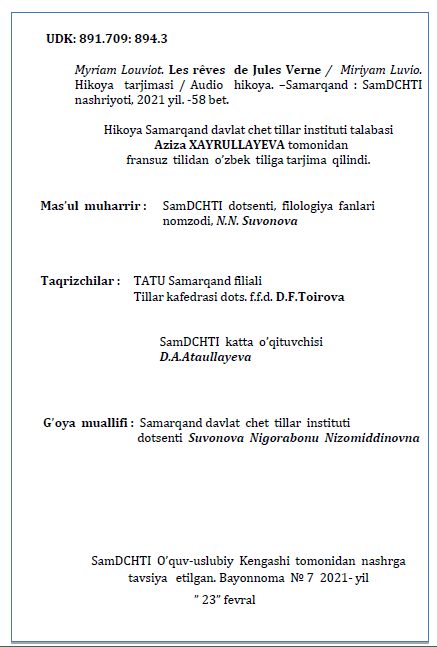 UDK: 891.709: 894.3
Myriam Louviot. Les rêves de Jules Verne / Miriyam Luvio.
Hikoya tarjimasi / Audio hikoya. –Samarqand : SamDCHTI
nashriyoti, 2021 yil. -58 bet.
Hikoya Samarqand davlat chet tillar instituti talabasi
Aziza XAYRULLAYEVA tomonidan
fransuz tilidan o’zbek tiliga tarjima qilindi.
Mas’ul muharrir : SamDCHTI dotsenti, filologiya fanlari
nomzodi, N.N. Suvonova
Taqrizchilar : TATU Samarqand filiali
Tillar kafedrasi dots. f.f.d. D.F.Toirova
SamDCHTI katta o’qituvchisi
D.A.Ataullayeva
G’oya muallifi : Samarqand davlat chet tillar instituti
dotsenti Suvonova Nigorabonu Nizomiddinovna
SamDCHTI O’quv-uslubiy Kengashi tomonidan nashrga
tavsiya etilgan. Bayonnoma № 7 2021- yil
” 23” fevral